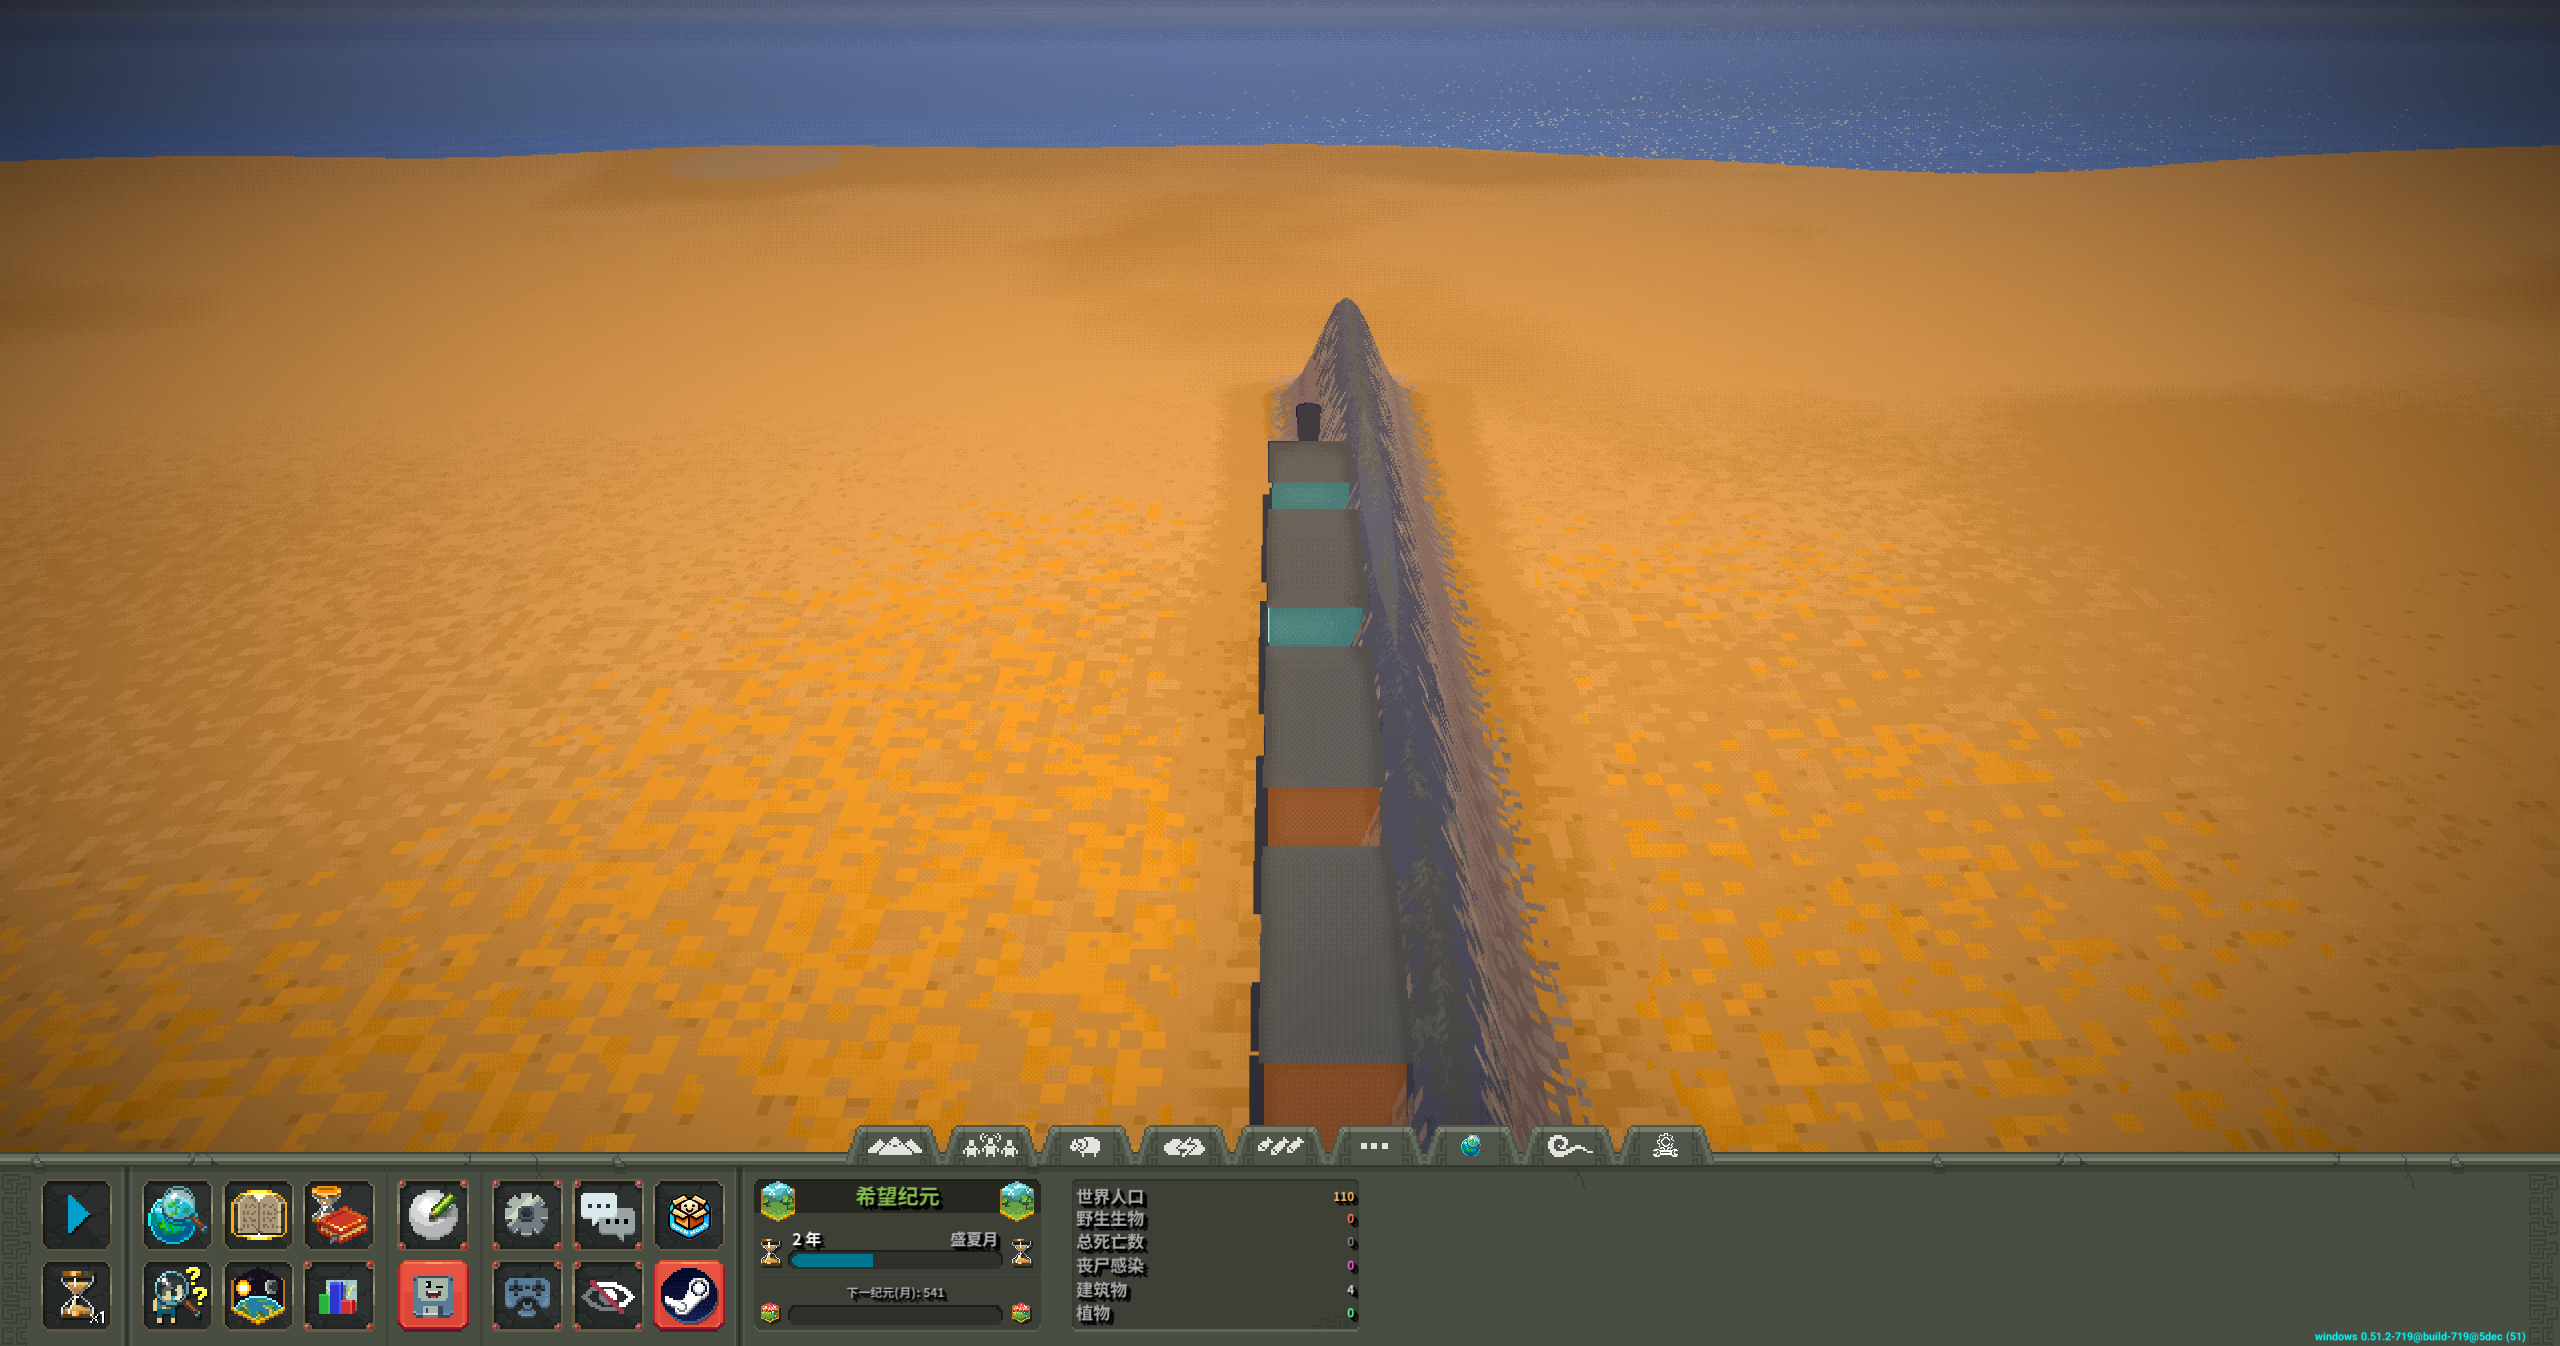 希望纪元
2 年
盛夏月
下一纪元(月): 541
x1
世界人口 110
野生生物 0
总死亡数 0
丧尸感染 0
建筑物 4
植物 0
windows 0.51.2-719@build-719@5dec (51)